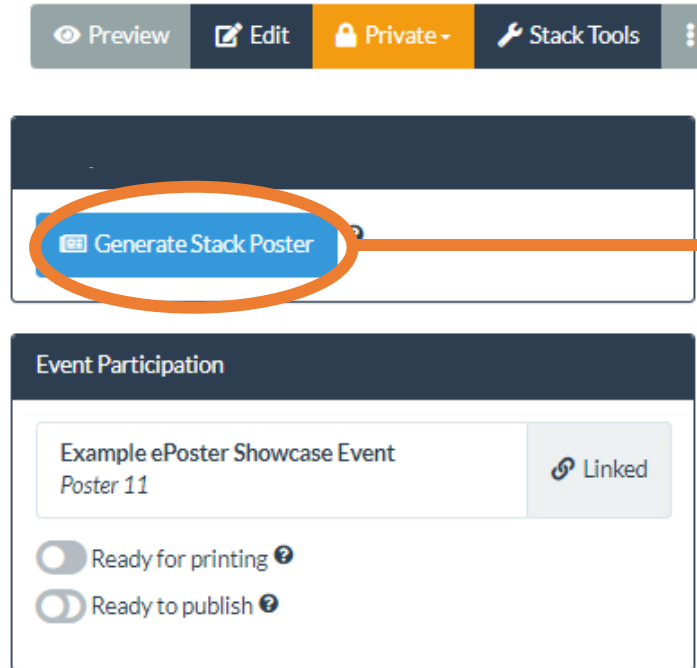 Preview Edit Private Stack Tools
Generate Stack Poster
Event Participation
Example ePoster Showcase Event
Poster 11
Linked
Ready for printing
Ready to publish